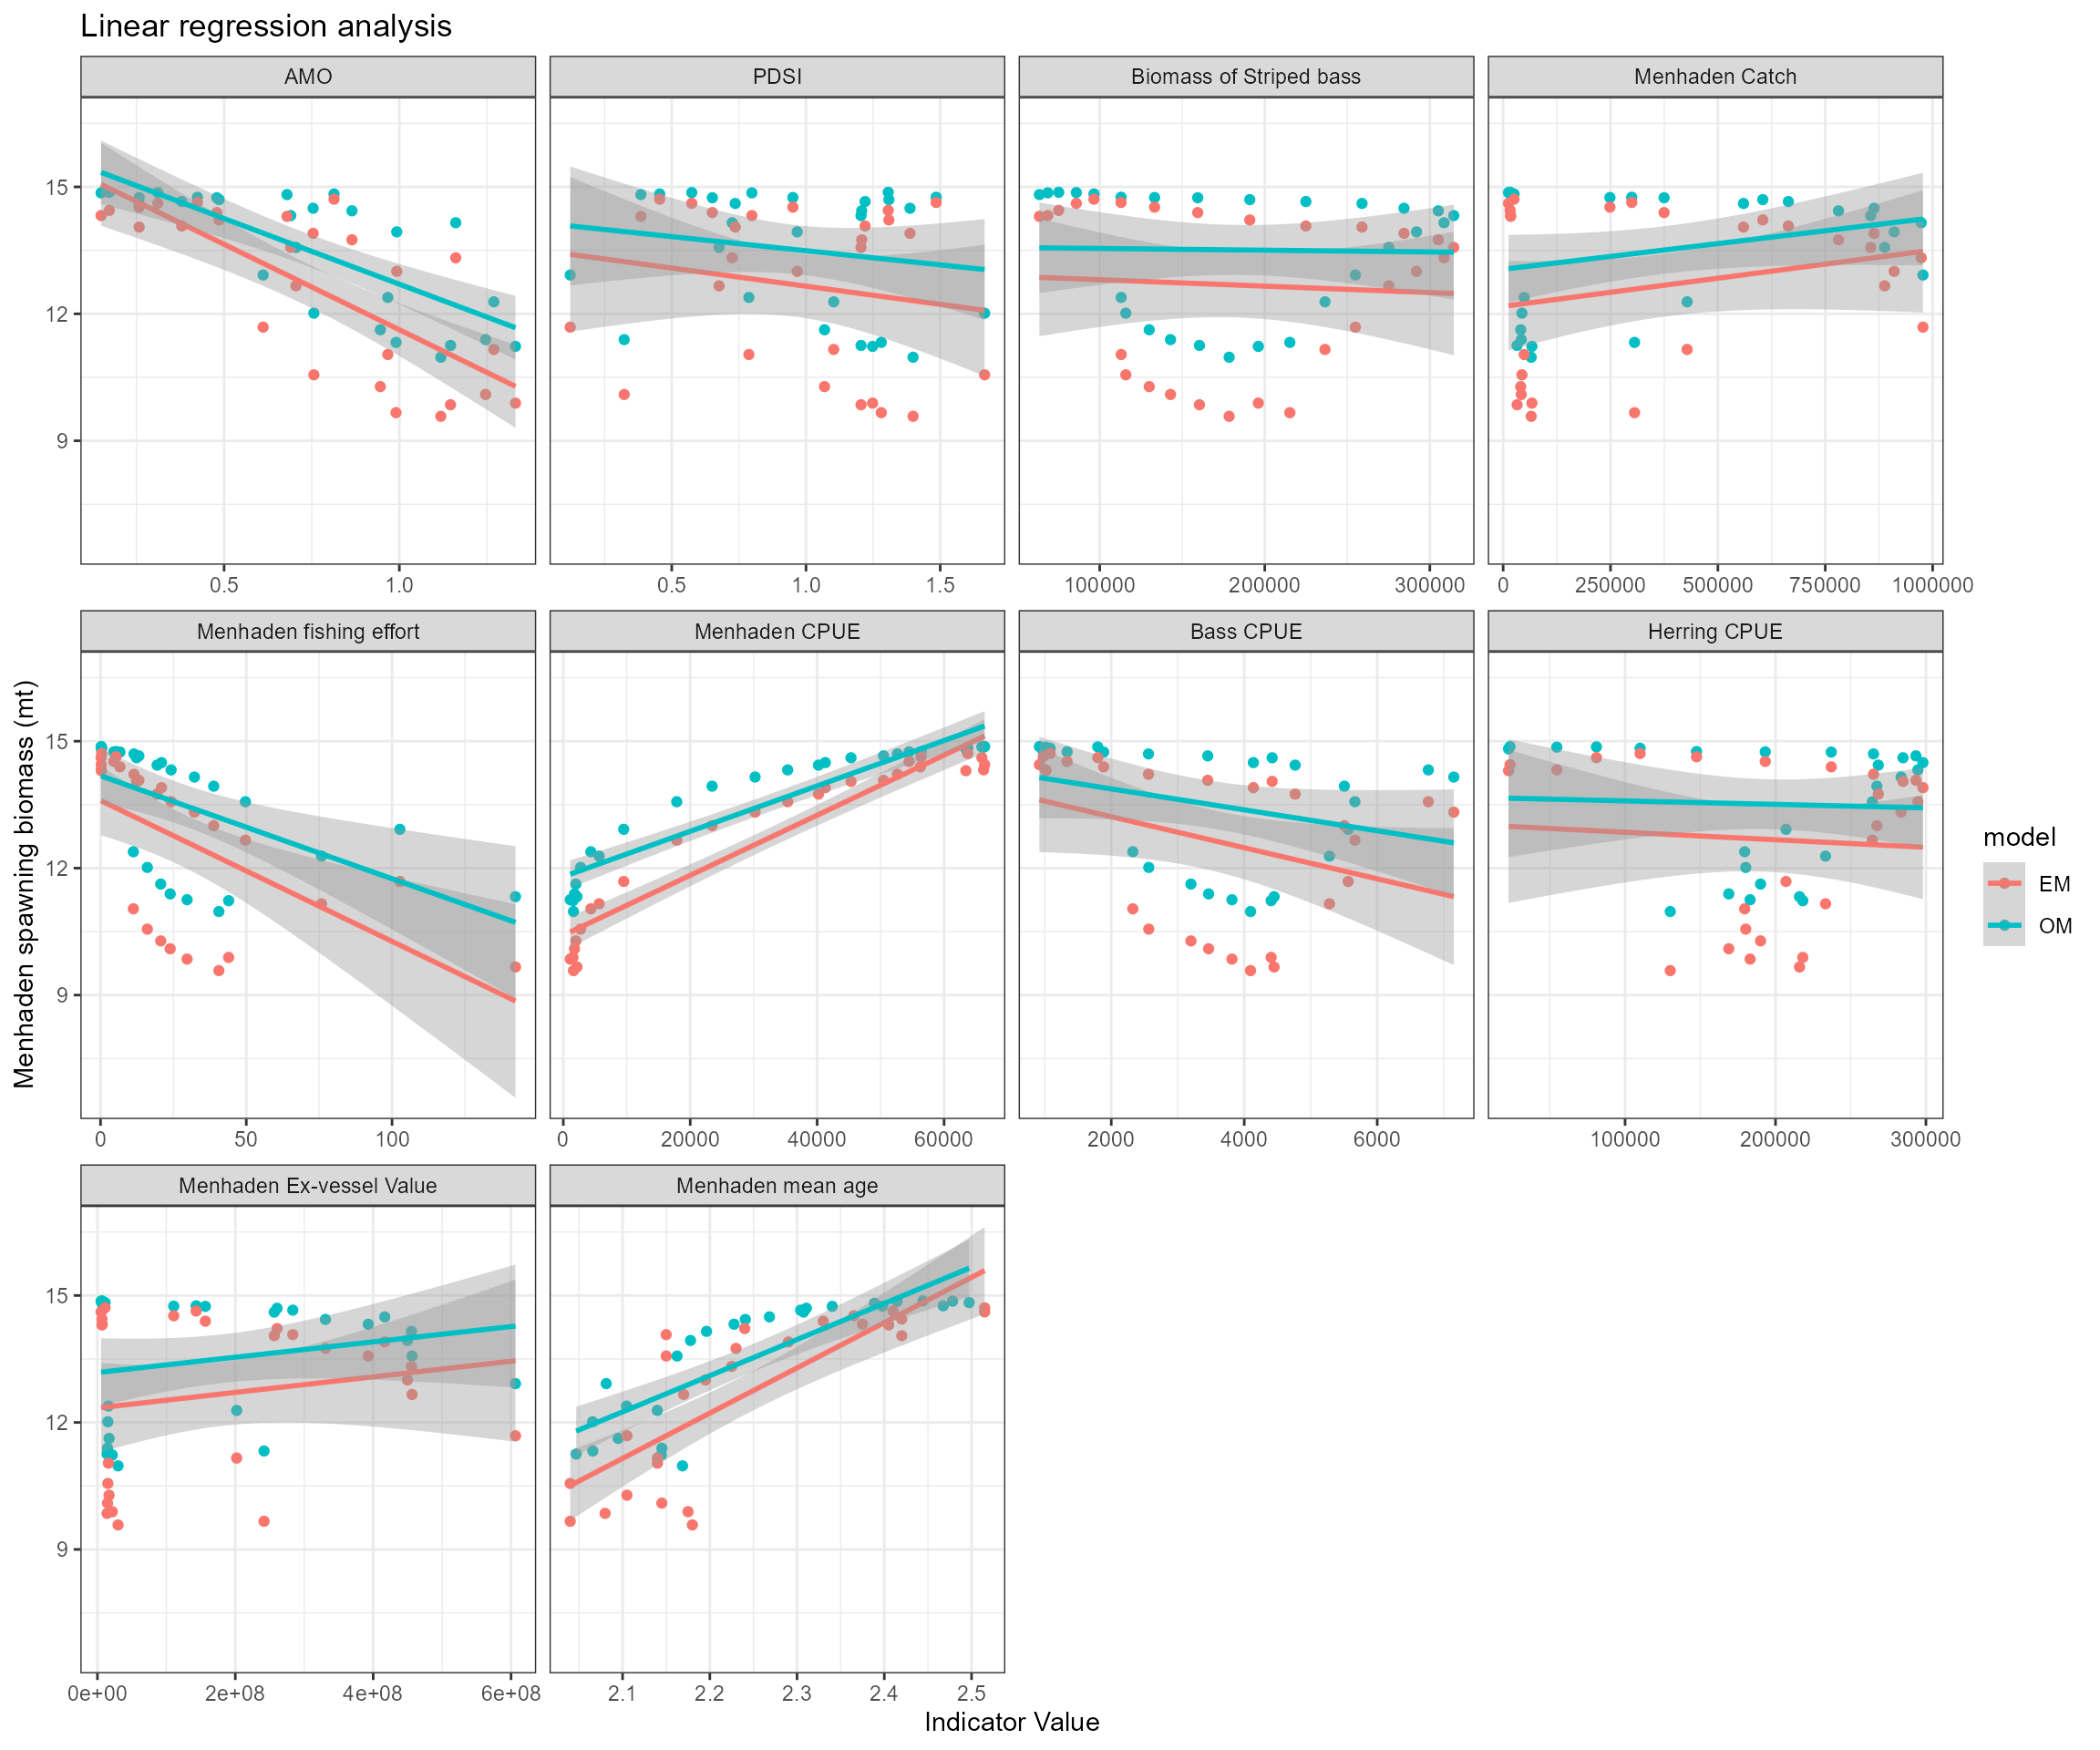 Linear regression analysis
AMO PDSI Biomass of Striped bass Menhaden Catch
15
12
9
0.5 1.0 0.5 1.0 1.5 100000 200000 300000 0 250000 500000 750000 1000000
Menhaden fishing effort Menhaden CPUE Bass CPUE Herring CPUE
15
12
9
0 50 100 0 20000 40000 60000 2000 4000 6000 100000 200000 300000
Menhaden spawning biomass (mt)
model
EM
OM
Menhaden Ex-vessel Value Menhaden mean age
15
12
9
0e+00 2e+08 4e+08 6e+08 2.1 2.2 2.3 2.4 2.5
Indicator Value